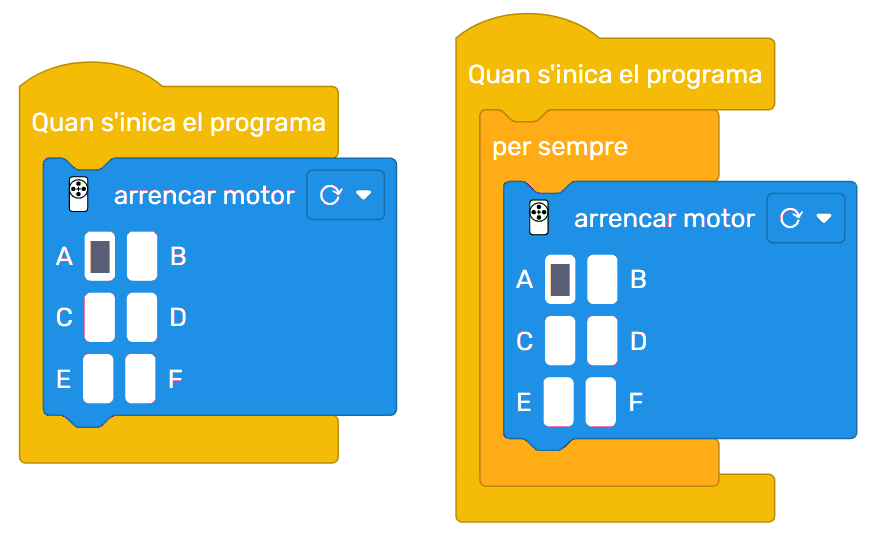 Quan s'inica el programa
arrencar motor
A B
C D
E F
Quan s'inica el programa
per sempre
arrencar motor
A B
C D
E F